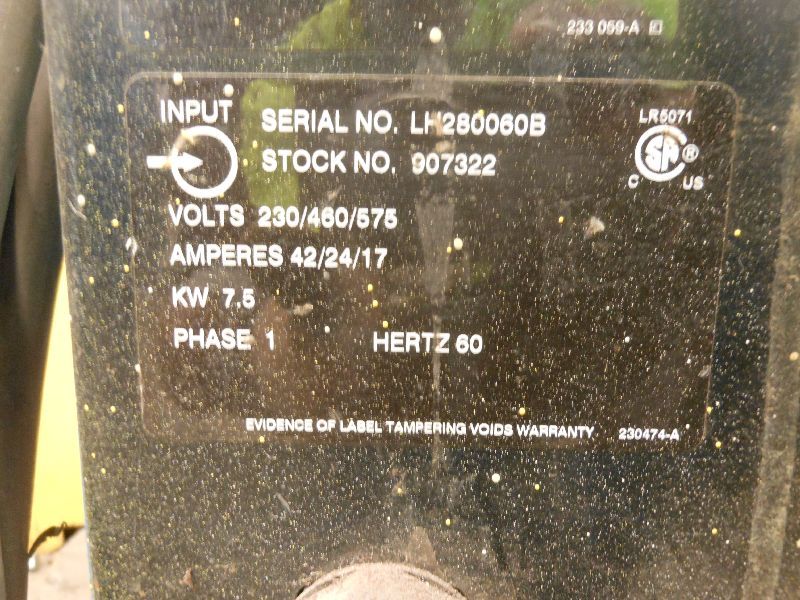 233 059-A
INPUT
SERIAL NO. LH280060B
STOCK NO. 907322
LR5071
C US
VOLTS 230/460/575
AMPERES 42/24/17
KW 7.5
PHASE 1 HERTZ 60
EVIDENCE OF LABEL TAMPERING VOIDS WARRANTY 230474-A